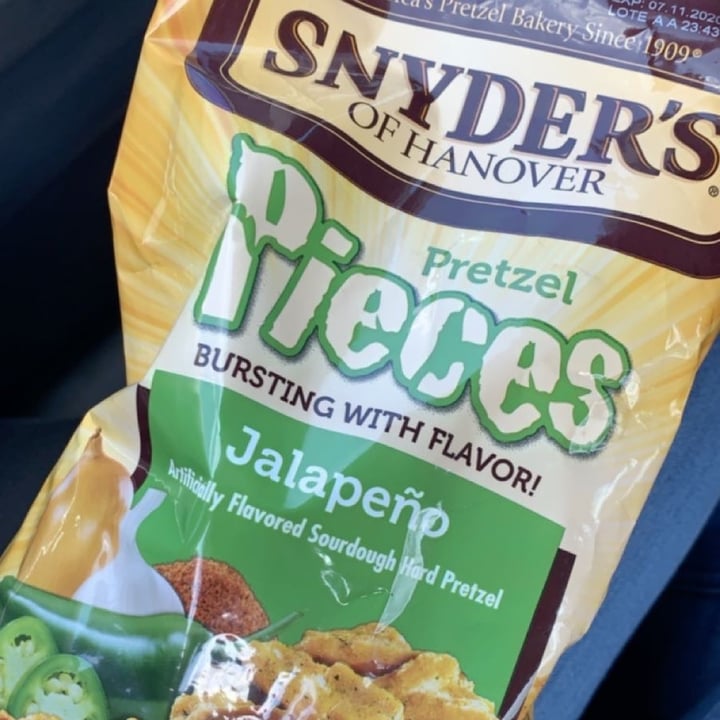 07.11.202
LOTE A A 23:43
Pretzel Bakery Since 1909®
SNYDER'S
OF HANOVER®
Pretzel
Pieces
BURSTING WITH FLAVOR!
Jalapeño
Artificially Flavored Sourdough Hard Pretzel